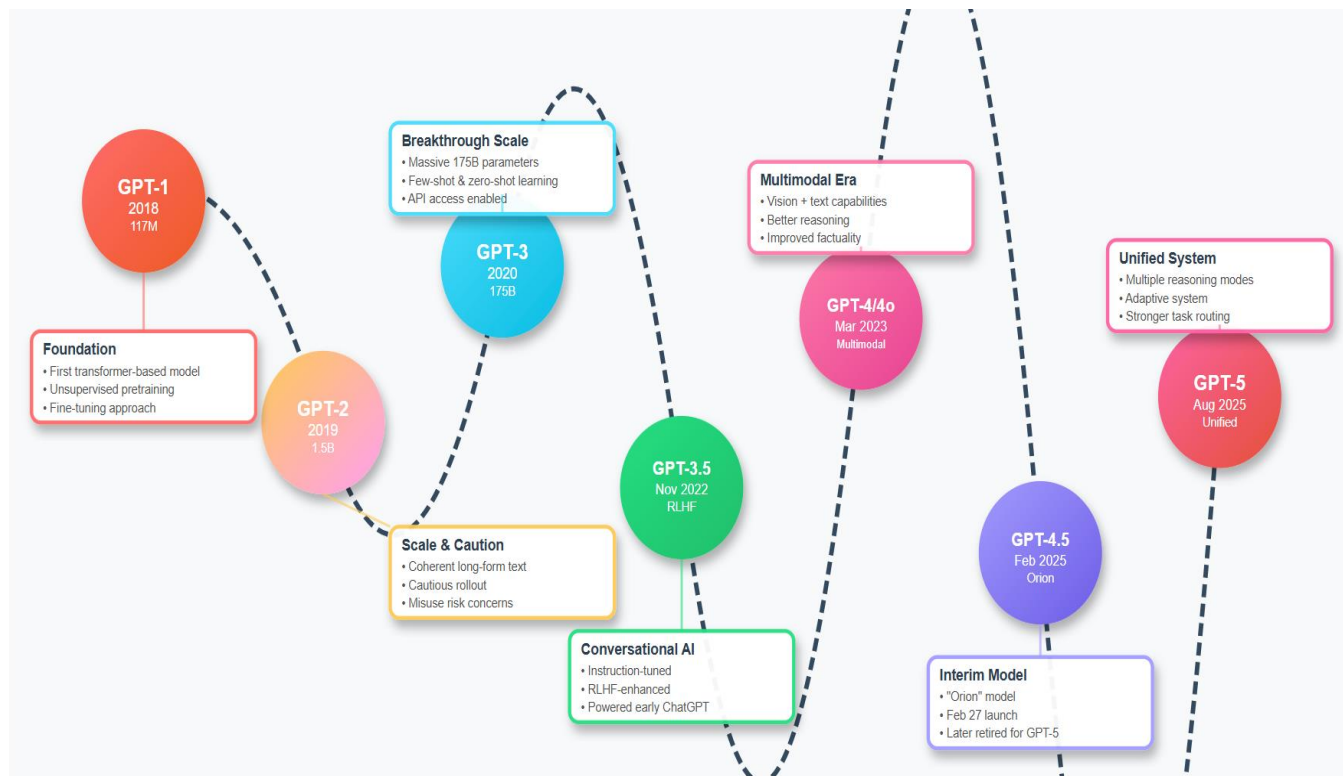 GPT-1
2018
117M
Foundation
• First transformer-based model
• Unsupervised pretraining
• Fine-tuning approach
GPT-2
2019
1.5B
Scale & Caution
• Coherent long-form text
• Cautious rollout
• Misuse risk concerns
Breakthrough Scale
• Massive 175B parameters
• Few-shot & zero-shot learning
• API access enabled
GPT-3
2020
175B
GPT-3.5
Nov 2022
RLHF
Conversational AI
• Instruction-tuned
• RLHF-enhanced
• Powered early ChatGPT
Multimodal Era
• Vision + text capabilities
• Better reasoning
• Improved factuality
GPT-4/4o
Mar 2023
Multimodal
GPT-4.5
Feb 2025
Orion
Interim Model
• "Orion" model
• Feb 27 launch
• Later retired for GPT-5
Unified System
• Multiple reasoning modes
• Adaptive system
• Stronger task routing
GPT-5
Aug 2025
Unified